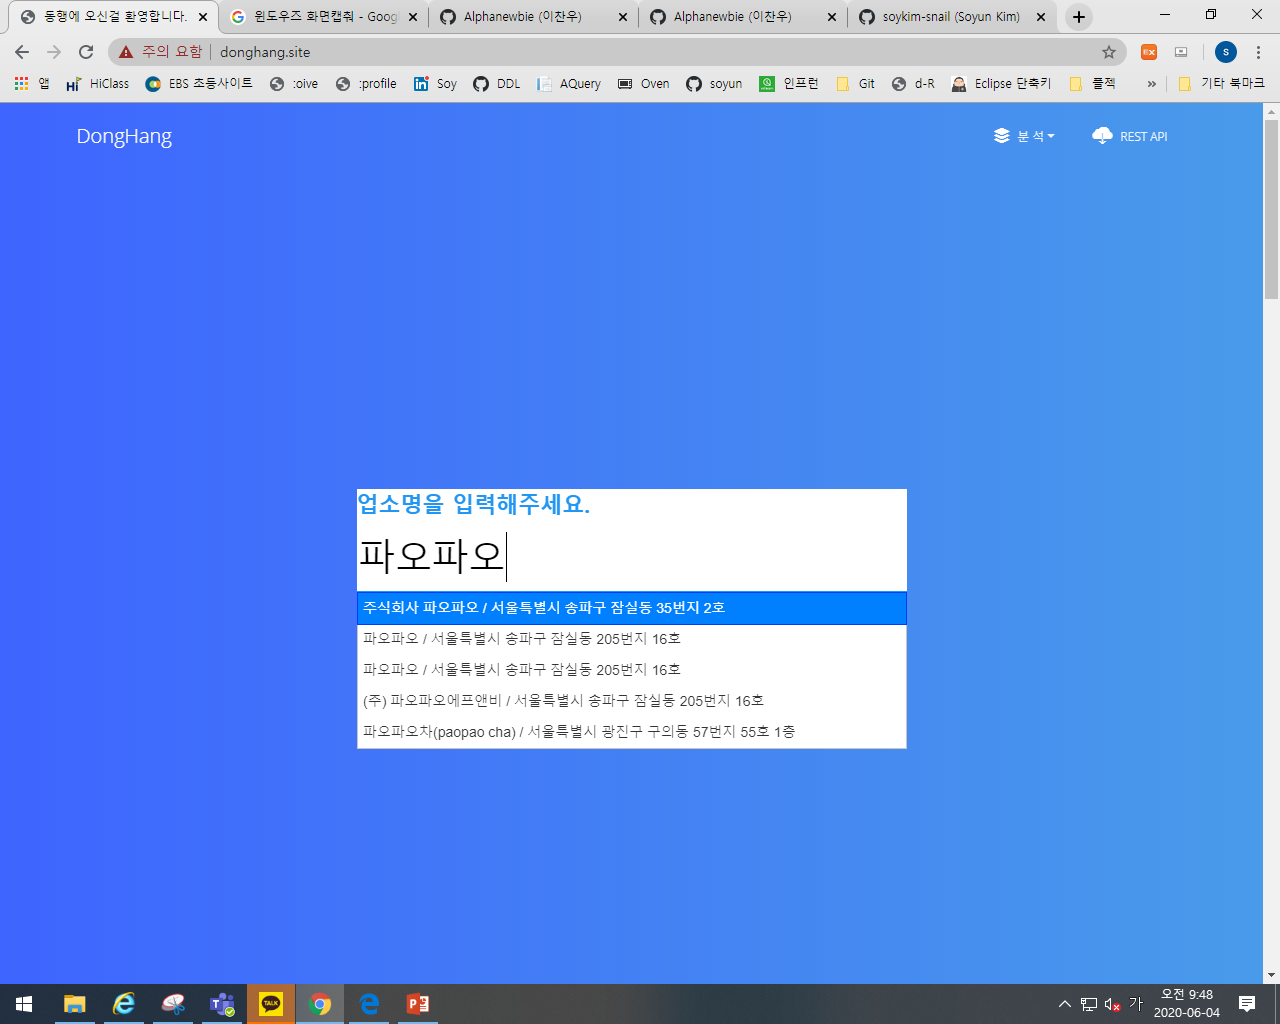 동행에 오신걸 환영합니다.
윈도우즈 화면캡춰 - Goog
Alphanewbie (이찬우)
Alphanewbie (이찬우)
soykim-snail (Soyun Kim)
주의 요함 donghang.site
앱 HiClass EBS 초등사이트 :oive :profile Soy DDL AQuery Oven soyun 인프런 Git d-R Eclipse 단축키 플젝 » 기타 북마크
DongHang
분 석
REST API
업소명을 입력해주세요.
파오파오
주식회사 파오파오 / 서울특별시 송파구 잠실동 35번지 2호
파오파오 / 서울특별시 송파구 잠실동 205번지 16호
파오파오 / 서울특별시 송파구 잠실동 205번지 16호
(주) 파오파오에프앤비 / 서울특별시 송파구 잠실동 205번지 16호
파오파오차(paopao cha) / 서울특별시 광진구 구의동 57번지 55호 1층
TALK
가
오전 9:48
2020-06-04